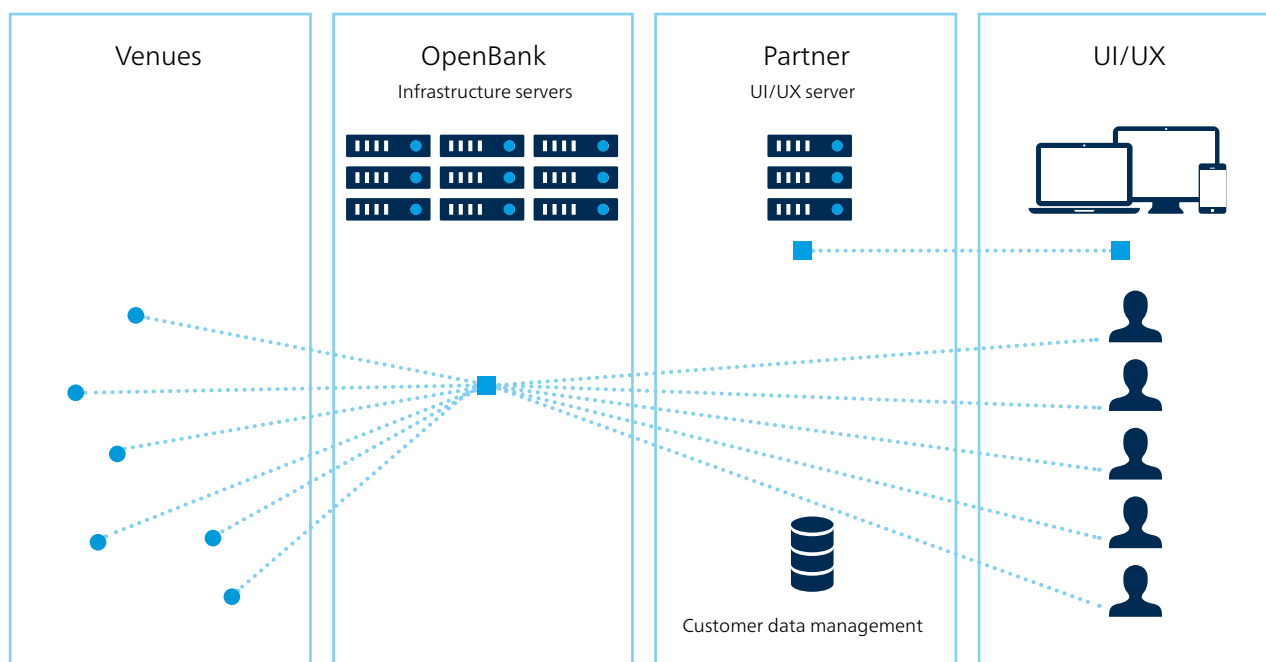 Venues
OpenBank
Infrastructure servers
Partner
UI/UX server
UI/UX
Customer data management